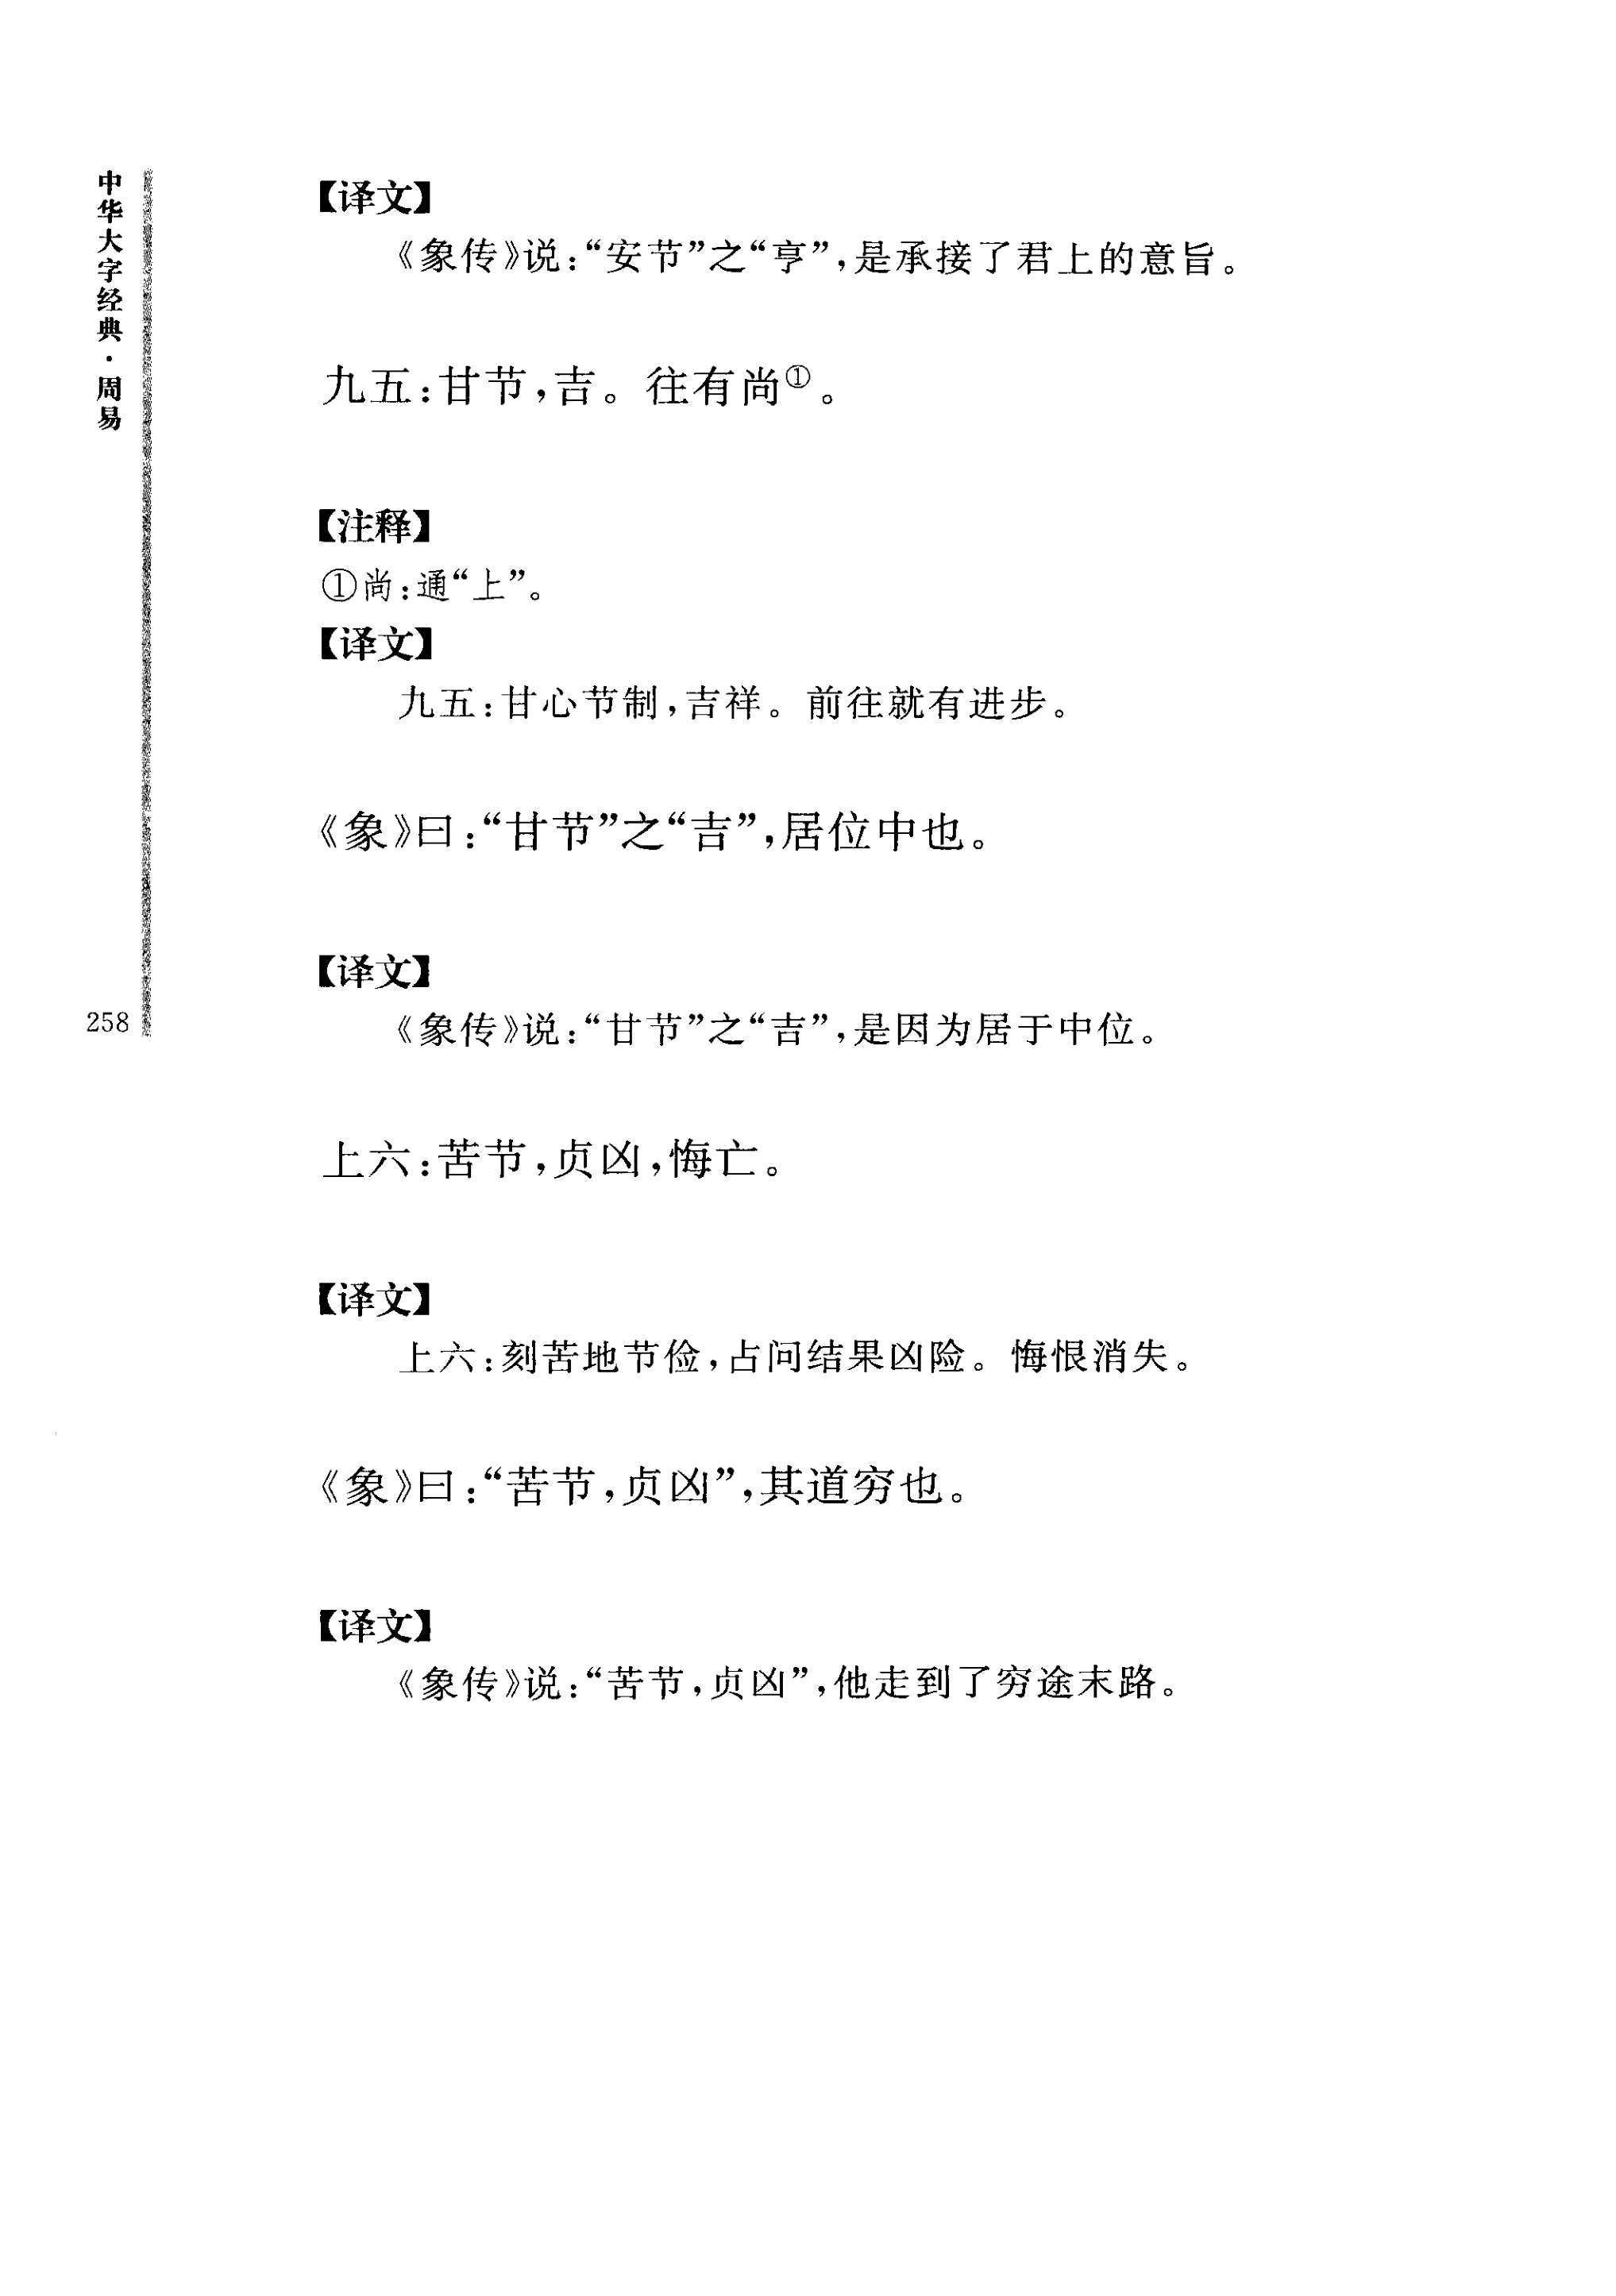 中华大字经典·周易
258
【译文】
《象传》说：“安节”之“亨”，是承接了君上的意旨。
九五：甘节，吉。往有尚①。
【注释】
①尚：通“上”。
【译文】
九五：甘心节制，吉祥。前往就有进步。
《象》曰：“甘节”之“吉”，居位中也。
【译文】
《象传》说：“甘节”之“吉”，是因为居于中位。
上六：苦节，贞凶，悔亡。
【译文】
上六：刻苦地节俭，占问结果凶险。悔恨消失。
《象》曰：“苦节，贞凶”，其道穷也。
【译文】
《象传》说：“苦节，贞凶”，他走到了穷途末路。